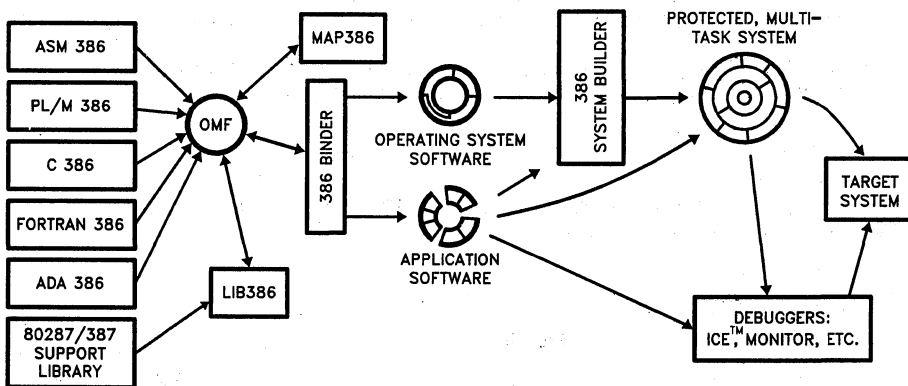 ASM 386
PL/M 386
C 386
FORTRAN 386
ADA 386
80287/387
SUPPORT
LIBRARY
OMF
MAP386
LIB386
386 BINDER
OPERATING SYSTEM
SOFTWARE
APPLICATION
SOFTWARE
386
SYSTEM BUILDER
PROTECTED, MULTI-
TASK SYSTEM
TARGET
SYSTEM
DEBUGGERS:
ICE™, MONITOR, ETC.